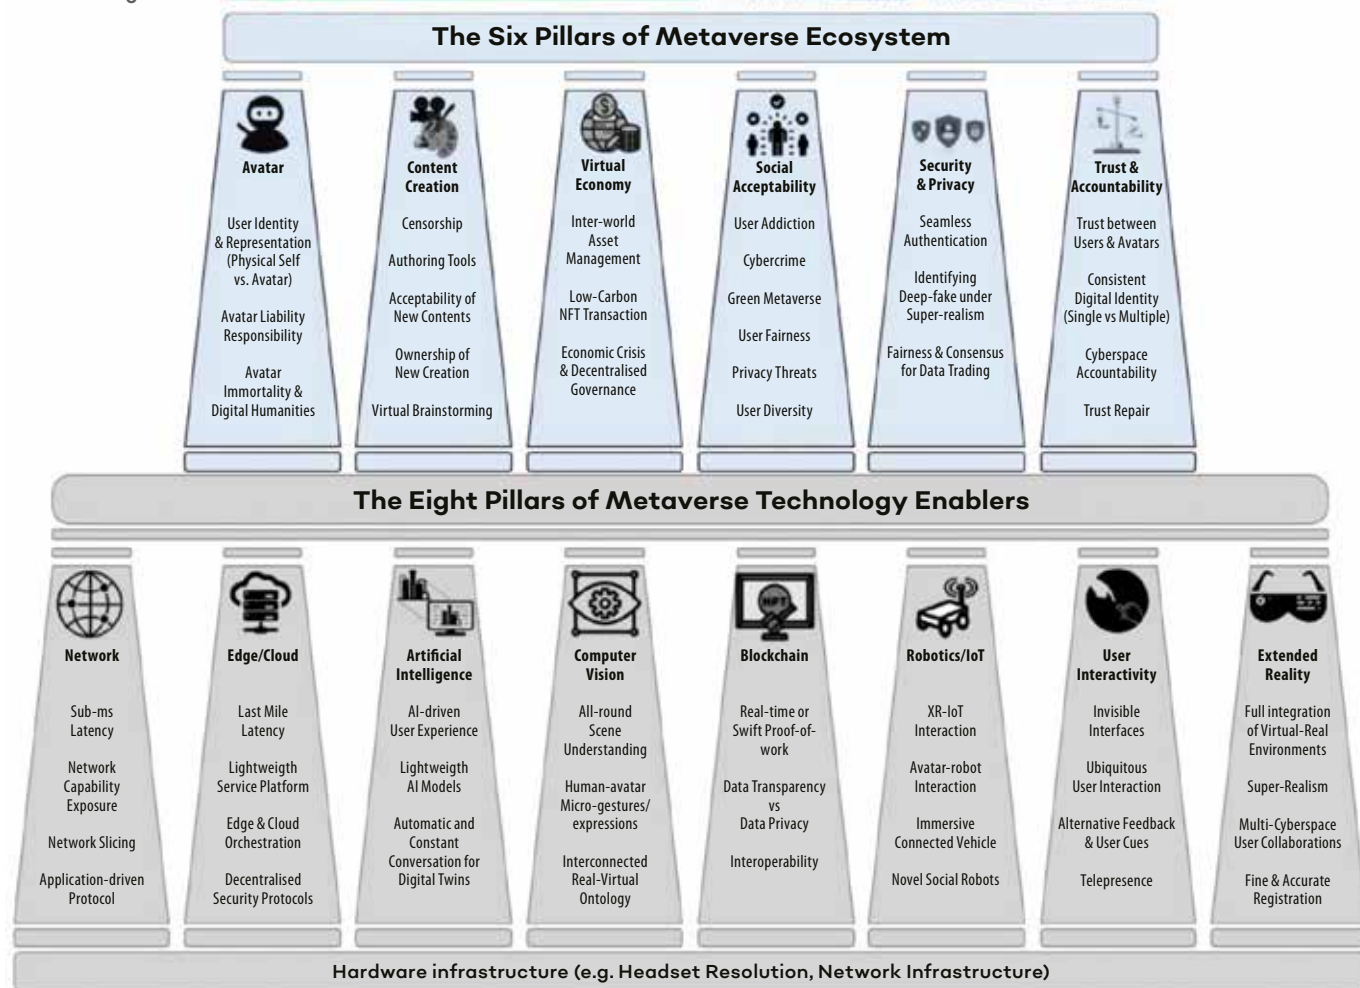 The Six Pillars of Metaverse Ecosystem
Avatar
User Identity
& Representation
(Physical Self
vs. Avatar)
Avatar Liability
Responsibility
Avatar
Immortality &
Digital Humanities
Content
Creation
Censorship
Authoring Tools
Acceptability of
New Contents
Ownership of
New Creation
Virtual Brainstorming
Virtual
Economy
Inter-world
Asset
Management
Low-Carbon
NFT Transaction
Economic Crisis
& Decentralised
Governance
Social
Acceptability
User Addiction
Cybercrime
Green Metaverse
User Fairness
Privacy Threats
User Diversity
Security
& Privacy
Seamless
Authentication
Identifying
Deep-fake under
Super-realism
Fairness & Consensus
for Data Trading
Trust &
Accountability
Trust between
Users & Avatars
Consistent
Digital Identity
(Single vs Multiple)
Cyberspace
Accountability
Trust Repair
The Eight Pillars of Metaverse Technology Enablers
Network
Sub-ms
Latency
Network
Capability
Exposure
Network Slicing
Application-driven
Protocol
Edge/Cloud
Last Mile
Latency
Lightweigth
Service Platform
Edge & Cloud
Orchestration
Decentralised
Security Protocols
Artificial
Intelligence
AI-driven
User Experience
Lightweigth
AI Models
Automatic and
Constant
Conversation for
Digital Twins
Computer
Vision
All-round
Scene
Understanding
Human-avatar
Micro-gestures/
expressions
Interconnected
Real-Virtual
Ontology
NFT
Blockchain
Real-time or
Swift Proof-of-
work
Data Transparency
vs
Data Privacy
Interoperability
Robotics/IoT
XR-IoT
Interaction
Avatar-robot
Interaction
Immersive
Connected Vehicle
Novel Social Robots
User
Interactivity
Invisible
Interfaces
Ubiquitous
User Interaction
Alternative Feedback
& User Cues
Telepresence
Extended
Reality
Full integration
of Virtual-Real
Environments
Super-Realism
Multi-Cyberspace
User Collaborations
Fine & Accurate
Registration
Hardware infrastructure (e.g. Headset Resolution, Network Infrastructure)